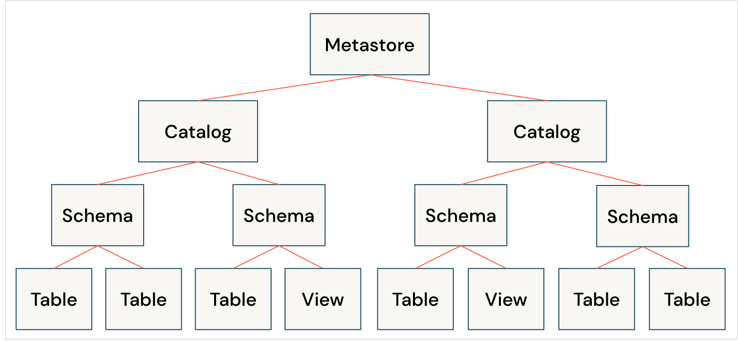 Metastore
Catalog
Catalog
Schema
Schema
Schema
Schema
Table
Table
Table
View
Table
View
Table
Table